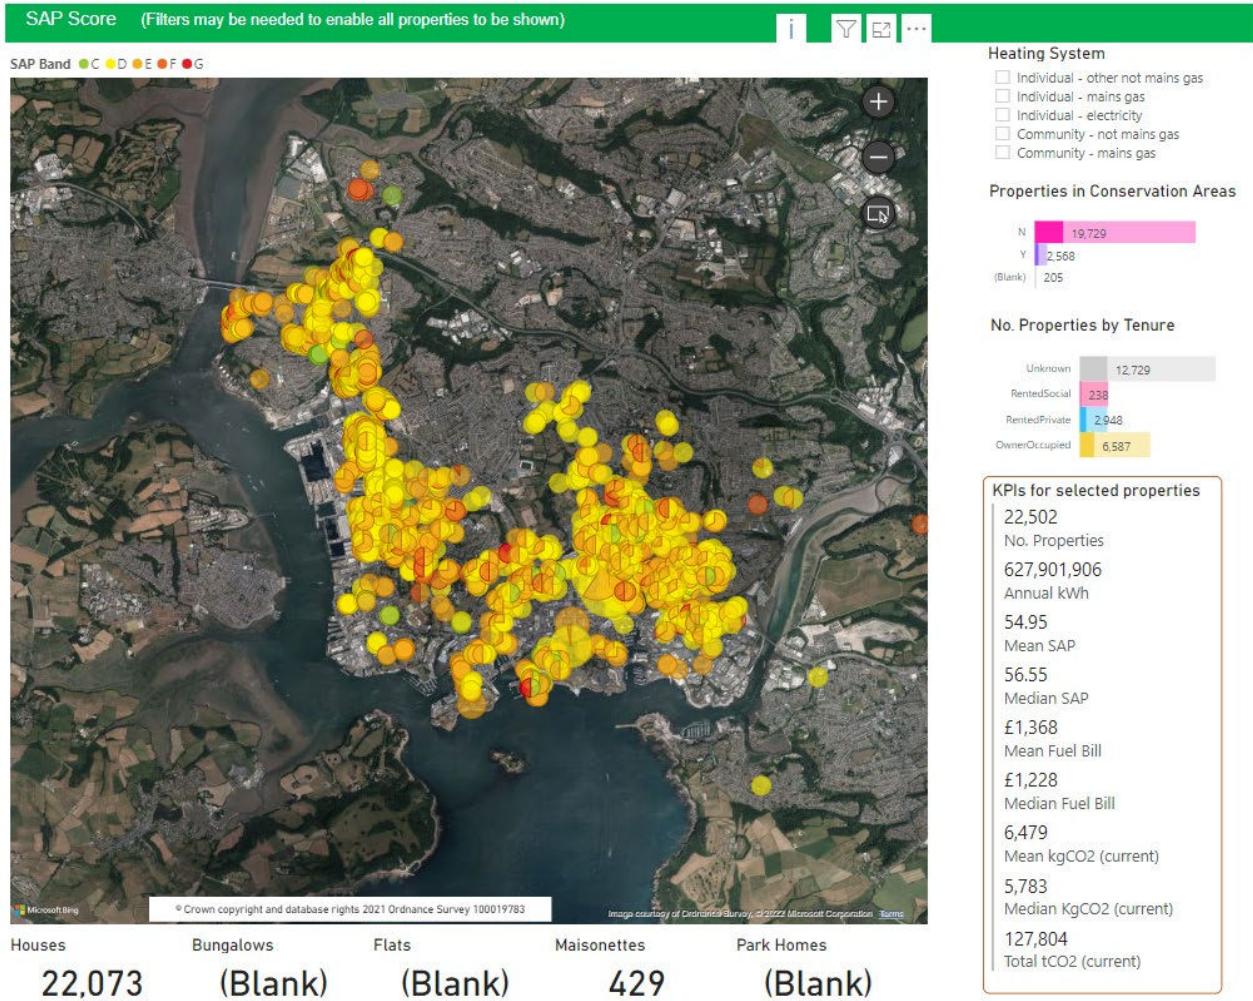 SAP Score (Filters may be needed to enable all properties to be shown)
i
SAP Band C D E F G
Microsoft Bing
© Crown copyright and database rights 2021 Ordnance Survey 100019783
Image courtesy of Ordnance Survey, © 2022 Microsoft Corporation Terms
Houses
22,073
Bungalows
(Blank)
Flats
(Blank)
Maisonettes
429
Park Homes
(Blank)
Heating System
Individual - other not mains gas
Individual - mains gas
Individual - electricity
Community - not mains gas
Community - mains gas
Properties in Conservation Areas
N 19,729
Y 2,568
(Blank) 205
No. Properties by Tenure
Unknown 12,729
RentedSocial 238
RentedPrivate 2,948
OwnerOccupied 6,587
KPIs for selected properties
22,502
No. Properties
627,901,906
Annual kWh
54.95
Mean SAP
56.55
Median SAP
£1,368
Mean Fuel Bill
£1,228
Median Fuel Bill
6,479
Mean kgCO2 (current)
5,783
Median KgCO2 (current)
127,804
Total tCO2 (current)